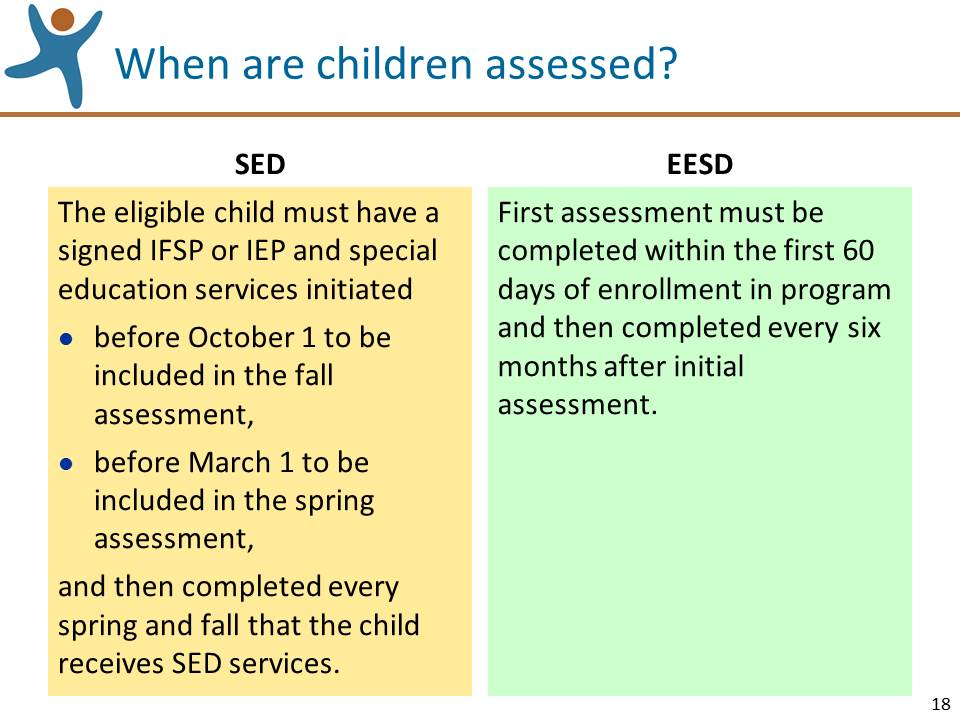 When are children assessed?
SED
The eligible child must have a
signed IFSP or IEP and special
education services initiated
● before October 1 to be
included in the fall
assessment,
● before March 1 to be
included in the spring
assessment,
and then completed every
spring and fall that the child
receives SED services.
EESD
First assessment must be
completed within the first 60
days of enrollment in program
and then completed every six
months after initial
assessment.
18